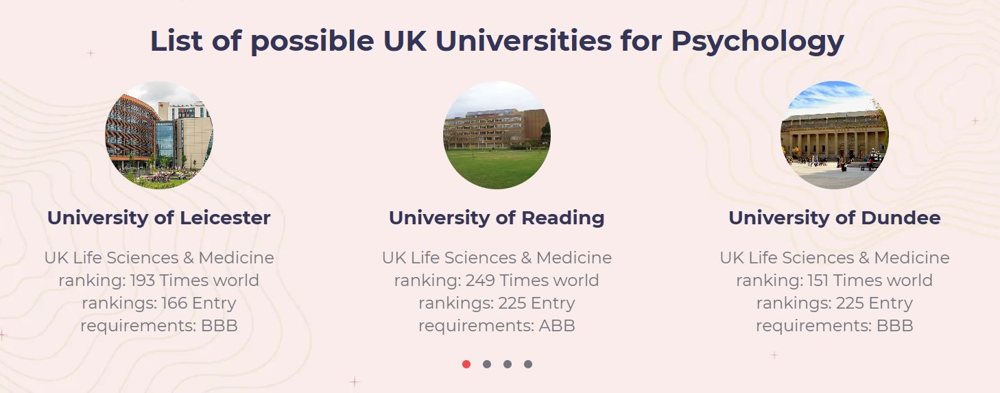 List of possible UK Universities for Psychology
University of Leicester
UK Life Sciences & Medicine
ranking: 193 Times world
rankings: 166 Entry
requirements: BBB
University of Reading
UK Life Sciences & Medicine
ranking: 249 Times world
rankings: 225 Entry
requirements: ABB
University of Dundee
UK Life Sciences & Medicine
ranking: 151 Times world
rankings: 225 Entry
requirements: BBB